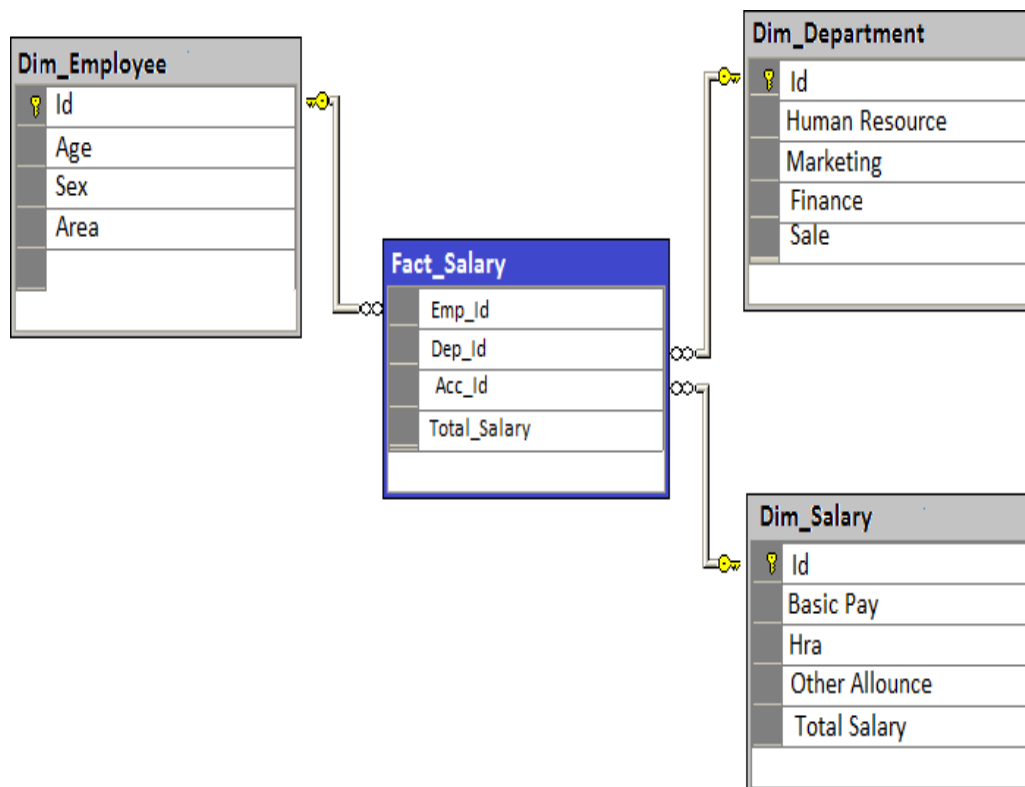 Dim_Employee
Id
Age
Sex
Area
Dim_Department
Id
Human Resource
Marketing
Finance
Sale
Fact_Salary
Emp_Id
Dep_Id
Acc_Id
Total_Salary
Dim_Salary
Id
Basic Pay
Hra
Other Allounce
Total Salary